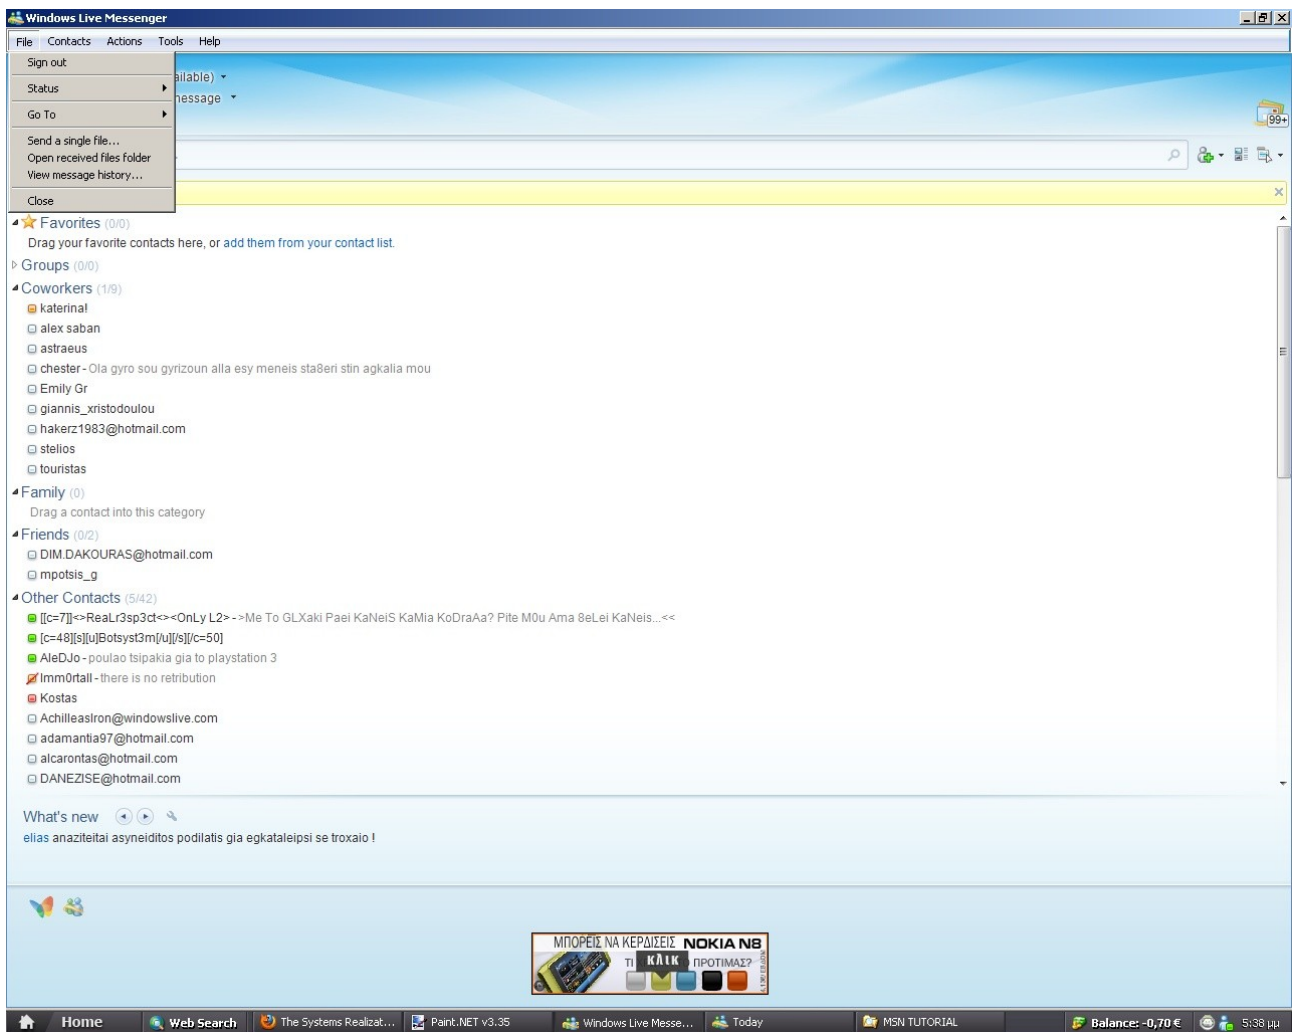 Windows Live Messenger
File Contacts Actions Tools Help
Sign out
Status
Go To
Send a single file...
Open received files folder
View message history...
Close
ailable)
nessage
99+
Favorites (0/0)
Drag your favorite contacts here, or add them from your contact list.
Groups (0/0)
Coworkers (1/9)
katerina!
alex saban
astraeus
chester - Ola gyro sou gyrizoun alla esy meneis sta8eri stin agkalia mou
Emily Gr
giannis_xristodoulou
hakerz1983@hotmail.com
stelios
touristas
Family (0)
Drag a contact into this category
Friends (0/2)
DIM.DAKOURAS@hotmail.com
mpotsis_g
Other Contacts (5/42)
[[c=7]]<>ReaLr3sp3ct<><OnLy L2> - >Me To GLXaki Paei KaNeiS KaMia KoDraAa? Pite M0u Ama 8eLei KaNeis...<<
[c=48][s][u]Botsyst3m[/u][/s][/c=50]
AleDJo - poulao tsipakia gia to playstation 3
Imm0rtall - there is no retribution
Kostas
AchilleasIron@windowslive.com
adamantia97@hotmail.com
alcarontas@hotmail.com
DANEZISE@hotmail.com
What's new
elias anaziteitai asyneiditos podilatis gia egkataleipsi se troxaio !
ΜΠΟΡΕΙΣ ΝΑ ΚΕΡΔΙΣΕΙΣ NOKIA N8
ΤΙ ΚΛΙΚ ΠΡΟΤΙΜΑΣ?
Home Web Search The Systems Realizat... Paint.NET v3.35 Windows Live Messe... Today MSN TUTORIAL Balance: -0,70 € 5:38 μμ